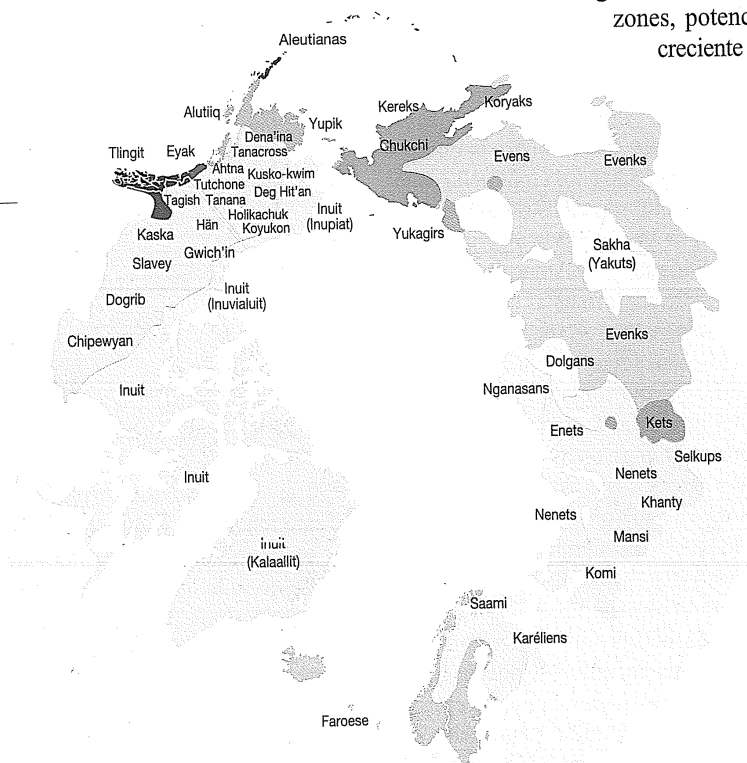 zones, potenc
creciente
Aleutianas
Alutiiq
Yupik
Dena'ina
Tanacross
Tlingit
Eyak
Ahtna
Kusko-kwim
Tutchone
Deg Hit'an
Tagish
Tanana
Holikachuk
Hän
Koyukon
Inuit
(Inupiat)
Kaska
Gwich'in
Slavey
Inuit
(Inuvialuit)
Dogrib
Chipewyan
Inuit
Inuit
Inuit
(Kalaallit)
Kereks
Koryaks
Chukchi
Evens
Evenks
Yukagirs
Sakha
(Yakuts)
Evenks
Dolgans
Nganasans
Enets
Kets
Selkups
Nenets
Khanty
Nenets
Mansi
Komi
Saami
Karéliens
Faroese